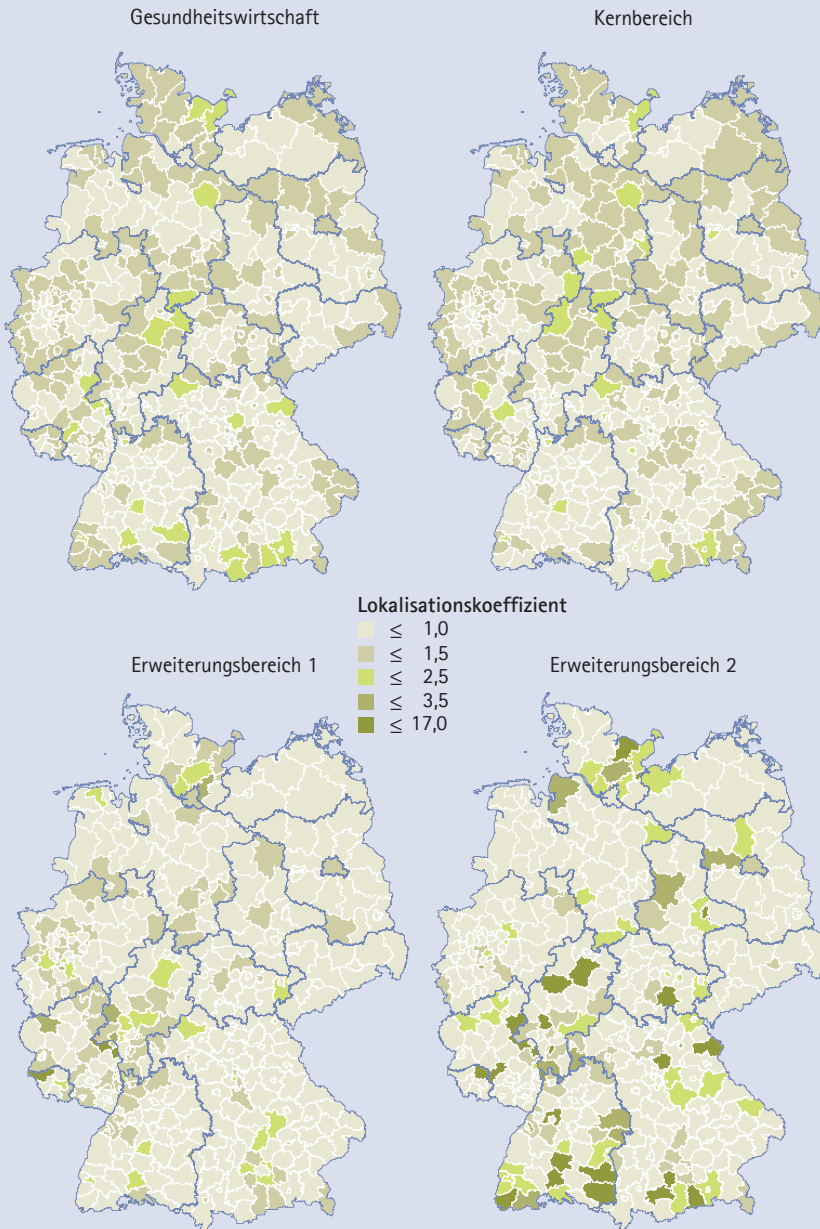 Gesundheitswirtschaft
Kernbereich
Lokalisationskoeffizient
≤ 1,0
≤ 1,5
≤ 2,5
≤ 3,5
≤ 17,0
Erweiterungsbereich 1
Erweiterungsbereich 2